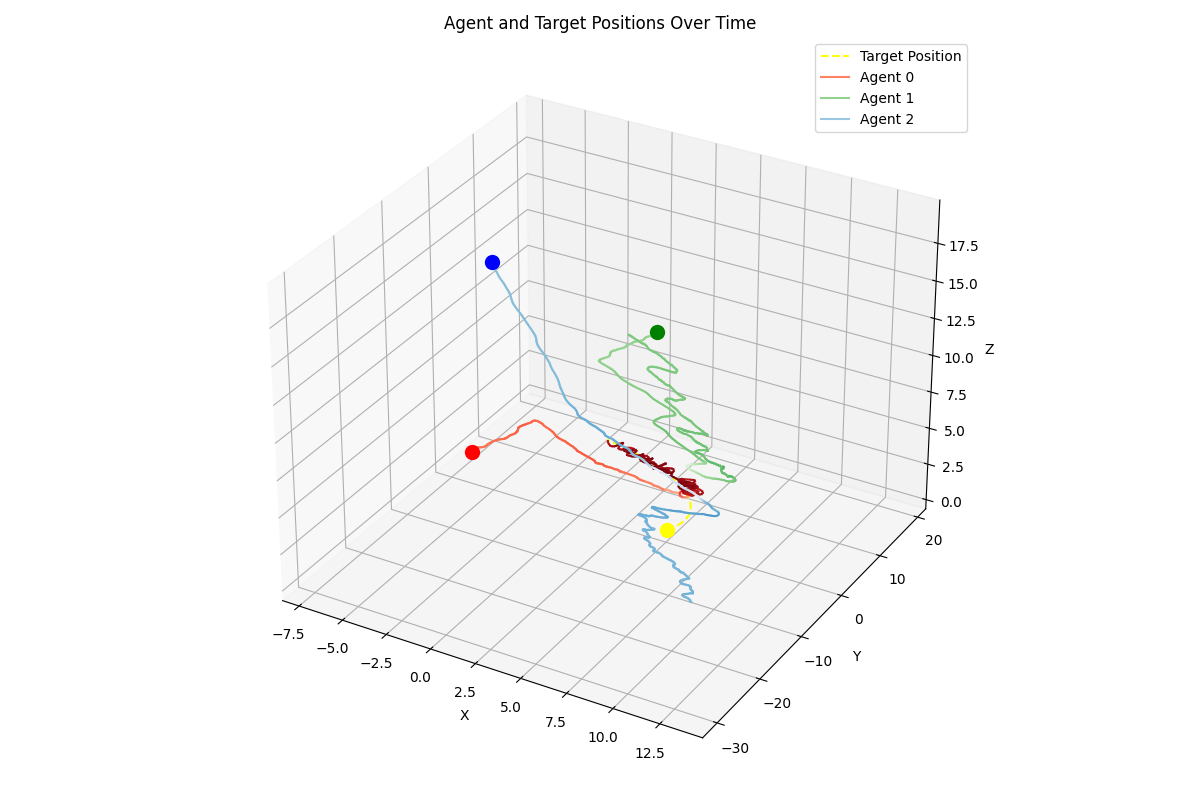 Agent and Target Positions Over Time
Target Position
Agent 0
Agent 1
Agent 2
17.5
15.0
12.5
10.0
7.5
5.0
2.5
0.0
Z
20
10
0
−10
−20
−30
Y
−7.5
−5.0
−2.5
0.0
2.5
5.0
7.5
10.0
12.5
X